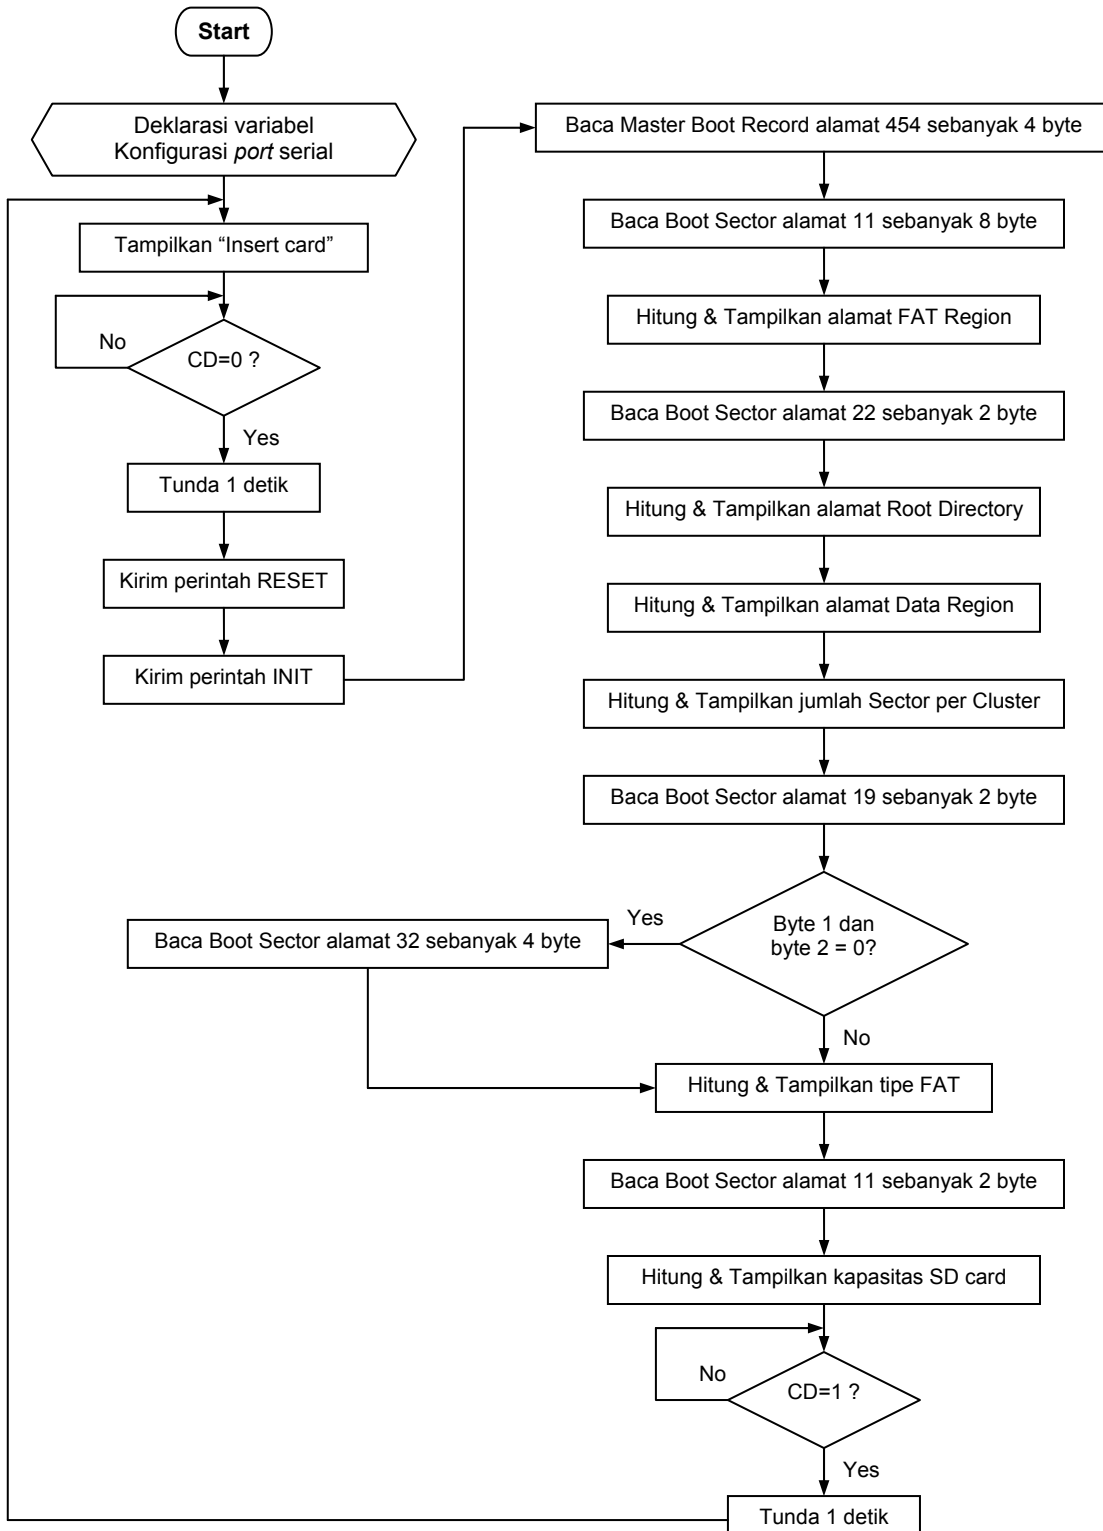 Start
Deklarasi variabel
Konfigurasi port serial
Tampilkan “Insert card”
No
CD=0 ?
Yes
Tunda 1 detik
Kirim perintah RESET
Kirim perintah INIT
Baca Master Boot Record alamat 454 sebanyak 4 byte
Baca Boot Sector alamat 11 sebanyak 8 byte
Hitung & Tampilkan alamat FAT Region
Baca Boot Sector alamat 22 sebanyak 2 byte
Hitung & Tampilkan alamat Root Directory
Hitung & Tampilkan alamat Data Region
Hitung & Tampilkan jumlah Sector per Cluster
Baca Boot Sector alamat 19 sebanyak 2 byte
Byte 1 dan
byte 2 = 0?
Yes
Baca Boot Sector alamat 32 sebanyak 4 byte
No
Hitung & Tampilkan tipe FAT
Baca Boot Sector alamat 11 sebanyak 2 byte
Hitung & Tampilkan kapasitas SD card
No
CD=1 ?
Yes
Tunda 1 detik